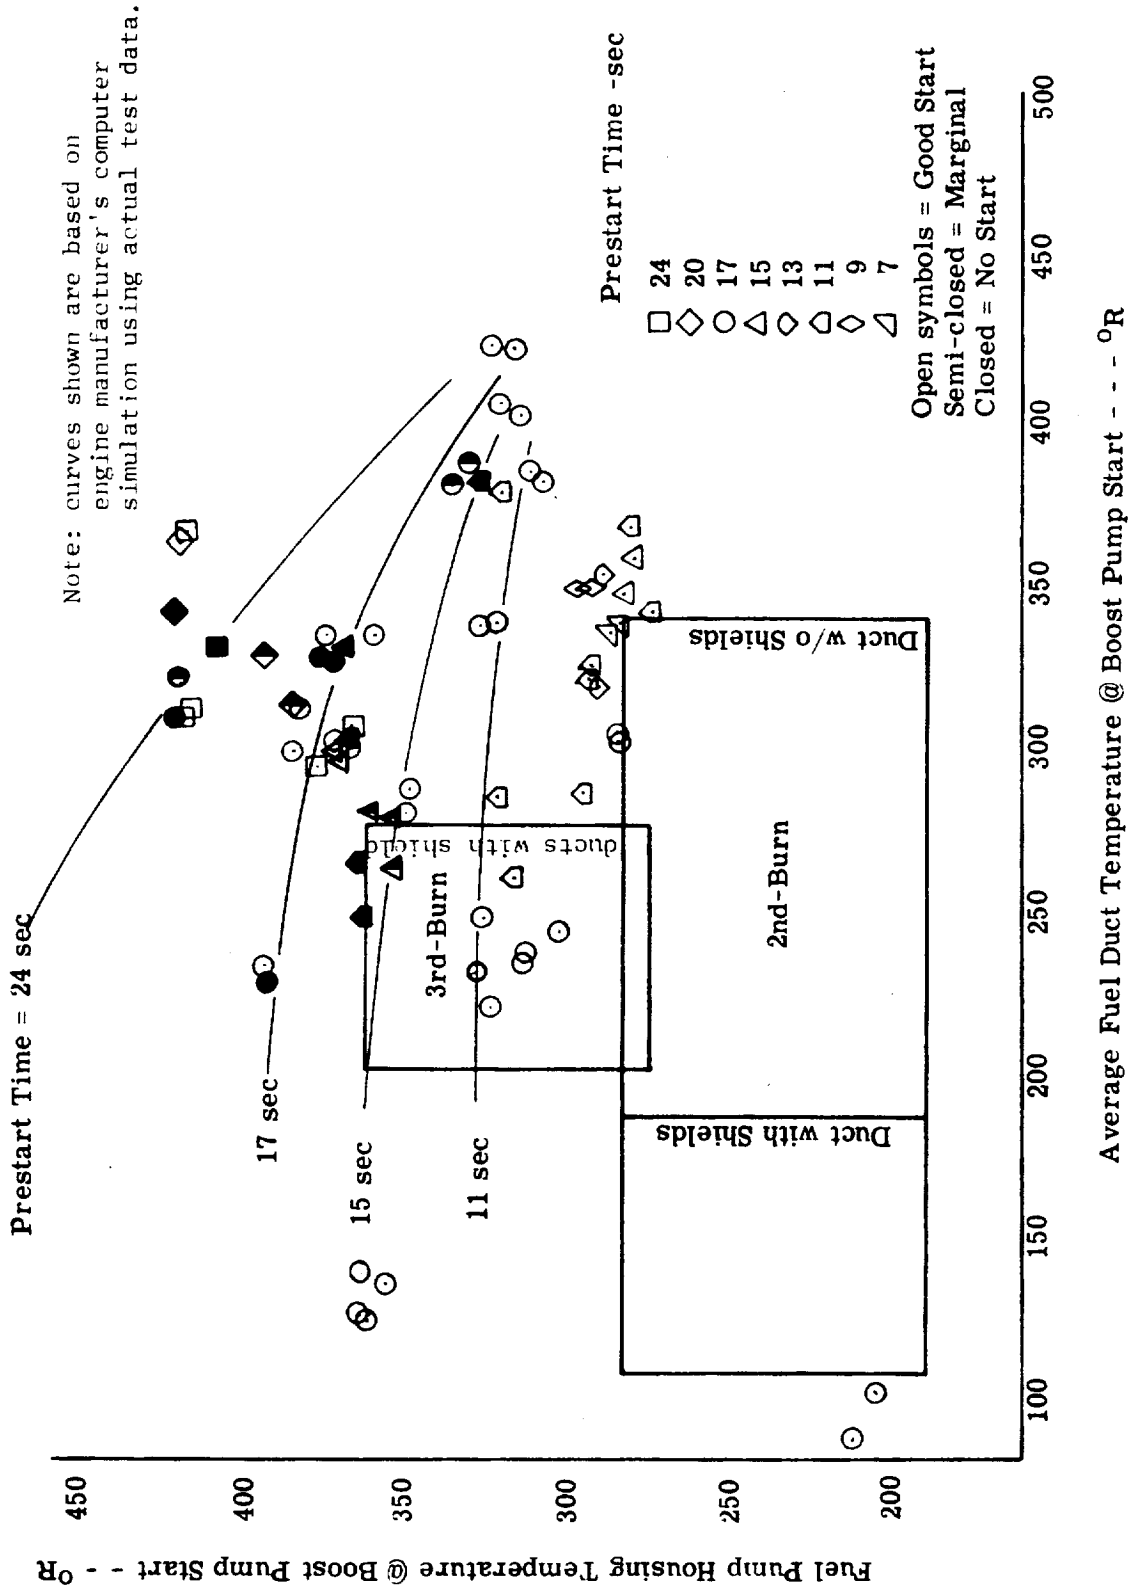 Note: curves shown are based on
engine manufacturer's computer
simulation using actual test data.
Prestart Time = 24 sec
17 sec
15 sec
11 sec
3rd-Burn
ducts with shield
2nd-Burn
Duct w/o Shields
Duct with Shields
Prestart Time -sec
24
20
17
15
13
11
9
7
Open symbols = Good Start
Semi-closed = Marginal
Closed = No Start
450
400
350
300
250
200
Fuel Pump Housing Temperature @ Boost Pump Start - - - °R
100
150
200
250
300
350
400
450
500
Average Fuel Duct Temperature @ Boost Pump Start - - - °R